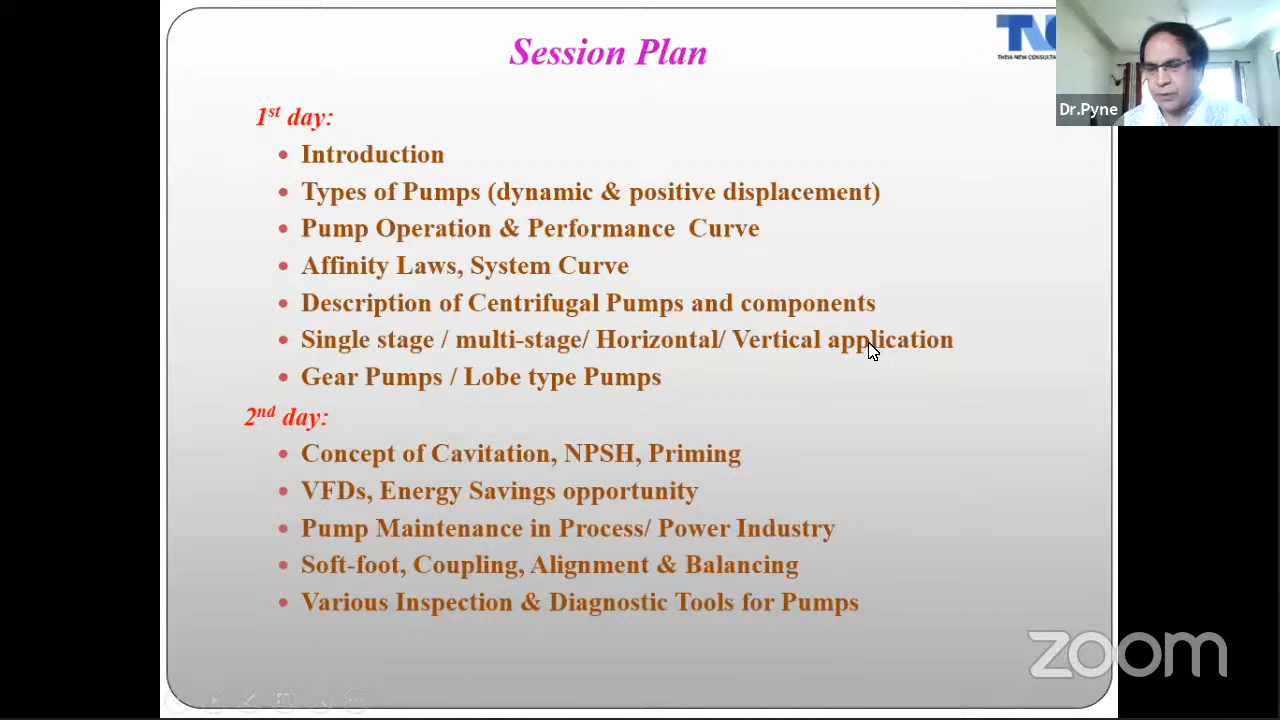 Session Plan
THEIA NEW
Dr.Pyne
1st day:
• Introduction
• Types of Pumps (dynamic & positive displacement)
• Pump Operation & Performance Curve
• Affinity Laws, System Curve
• Description of Centrifugal Pumps and components
• Single stage / multi-stage/ Horizontal/ Vertical application
• Gear Pumps / Lobe type Pumps
2nd day:
• Concept of Cavitation, NPSH, Priming
• VFDs, Energy Savings opportunity
• Pump Maintenance in Process/ Power Industry
• Soft-foot, Coupling, Alignment & Balancing
• Various Inspection & Diagnostic Tools for Pumps
zoom